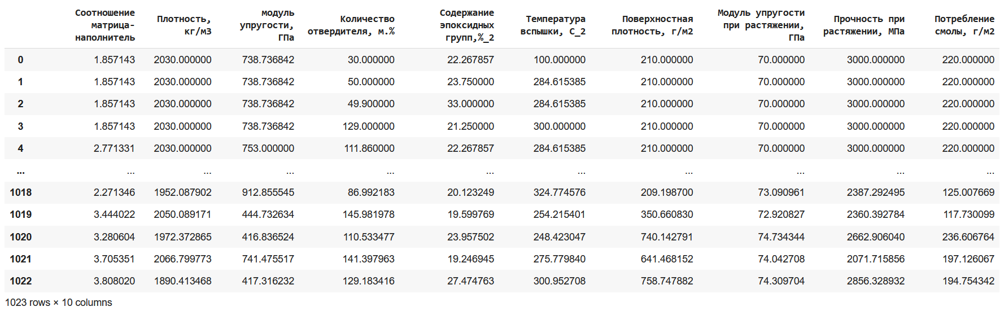 Соотношение матрица-наполнитель Плотность, кг/м3 модуль упругости, ГПа Количество отвердителя, м.% Содержание эпоксидных групп,%_2 Температура вспышки, С_2 Поверхностная плотность, г/м2 Модуль упругости при растяжении, ГПа Прочность при растяжении, МПа Потребление смолы, г/м2
0 1.857143 2030.000000 738.736842 30.000000 22.267857 100.000000 210.000000 70.000000 3000.000000 220.000000
1 1.857143 2030.000000 738.736842 50.000000 23.750000 284.615385 210.000000 70.000000 3000.000000 220.000000
2 1.857143 2030.000000 738.736842 49.900000 33.000000 284.615385 210.000000 70.000000 3000.000000 220.000000
3 1.857143 2030.000000 738.736842 129.000000 21.250000 300.000000 210.000000 70.000000 3000.000000 220.000000
4 2.771331 2030.000000 753.000000 111.860000 22.267857 284.615385 210.000000 70.000000 3000.000000 220.000000
... ... ... ... ... ... ... ... ... ... ...
1018 2.271346 1952.087902 912.855545 86.992183 20.123249 324.774576 209.198700 73.090961 2387.292495 125.007669
1019 3.444022 2050.089171 444.732634 145.981978 19.599769 254.215401 350.660830 72.920827 2360.392784 117.730099
1020 3.280604 1972.372865 416.836524 110.533477 23.957502 248.423047 740.142791 74.734344 2662.906040 236.606764
1021 3.705351 2066.799773 741.475517 141.397963 19.246945 275.779840 641.468152 74.042708 2071.715856 197.126067
1022 3.808020 1890.413468 417.316232 129.183416 27.474763 300.952708 758.747882 74.309704 2856.328932 194.754342
1023 rows × 10 columns